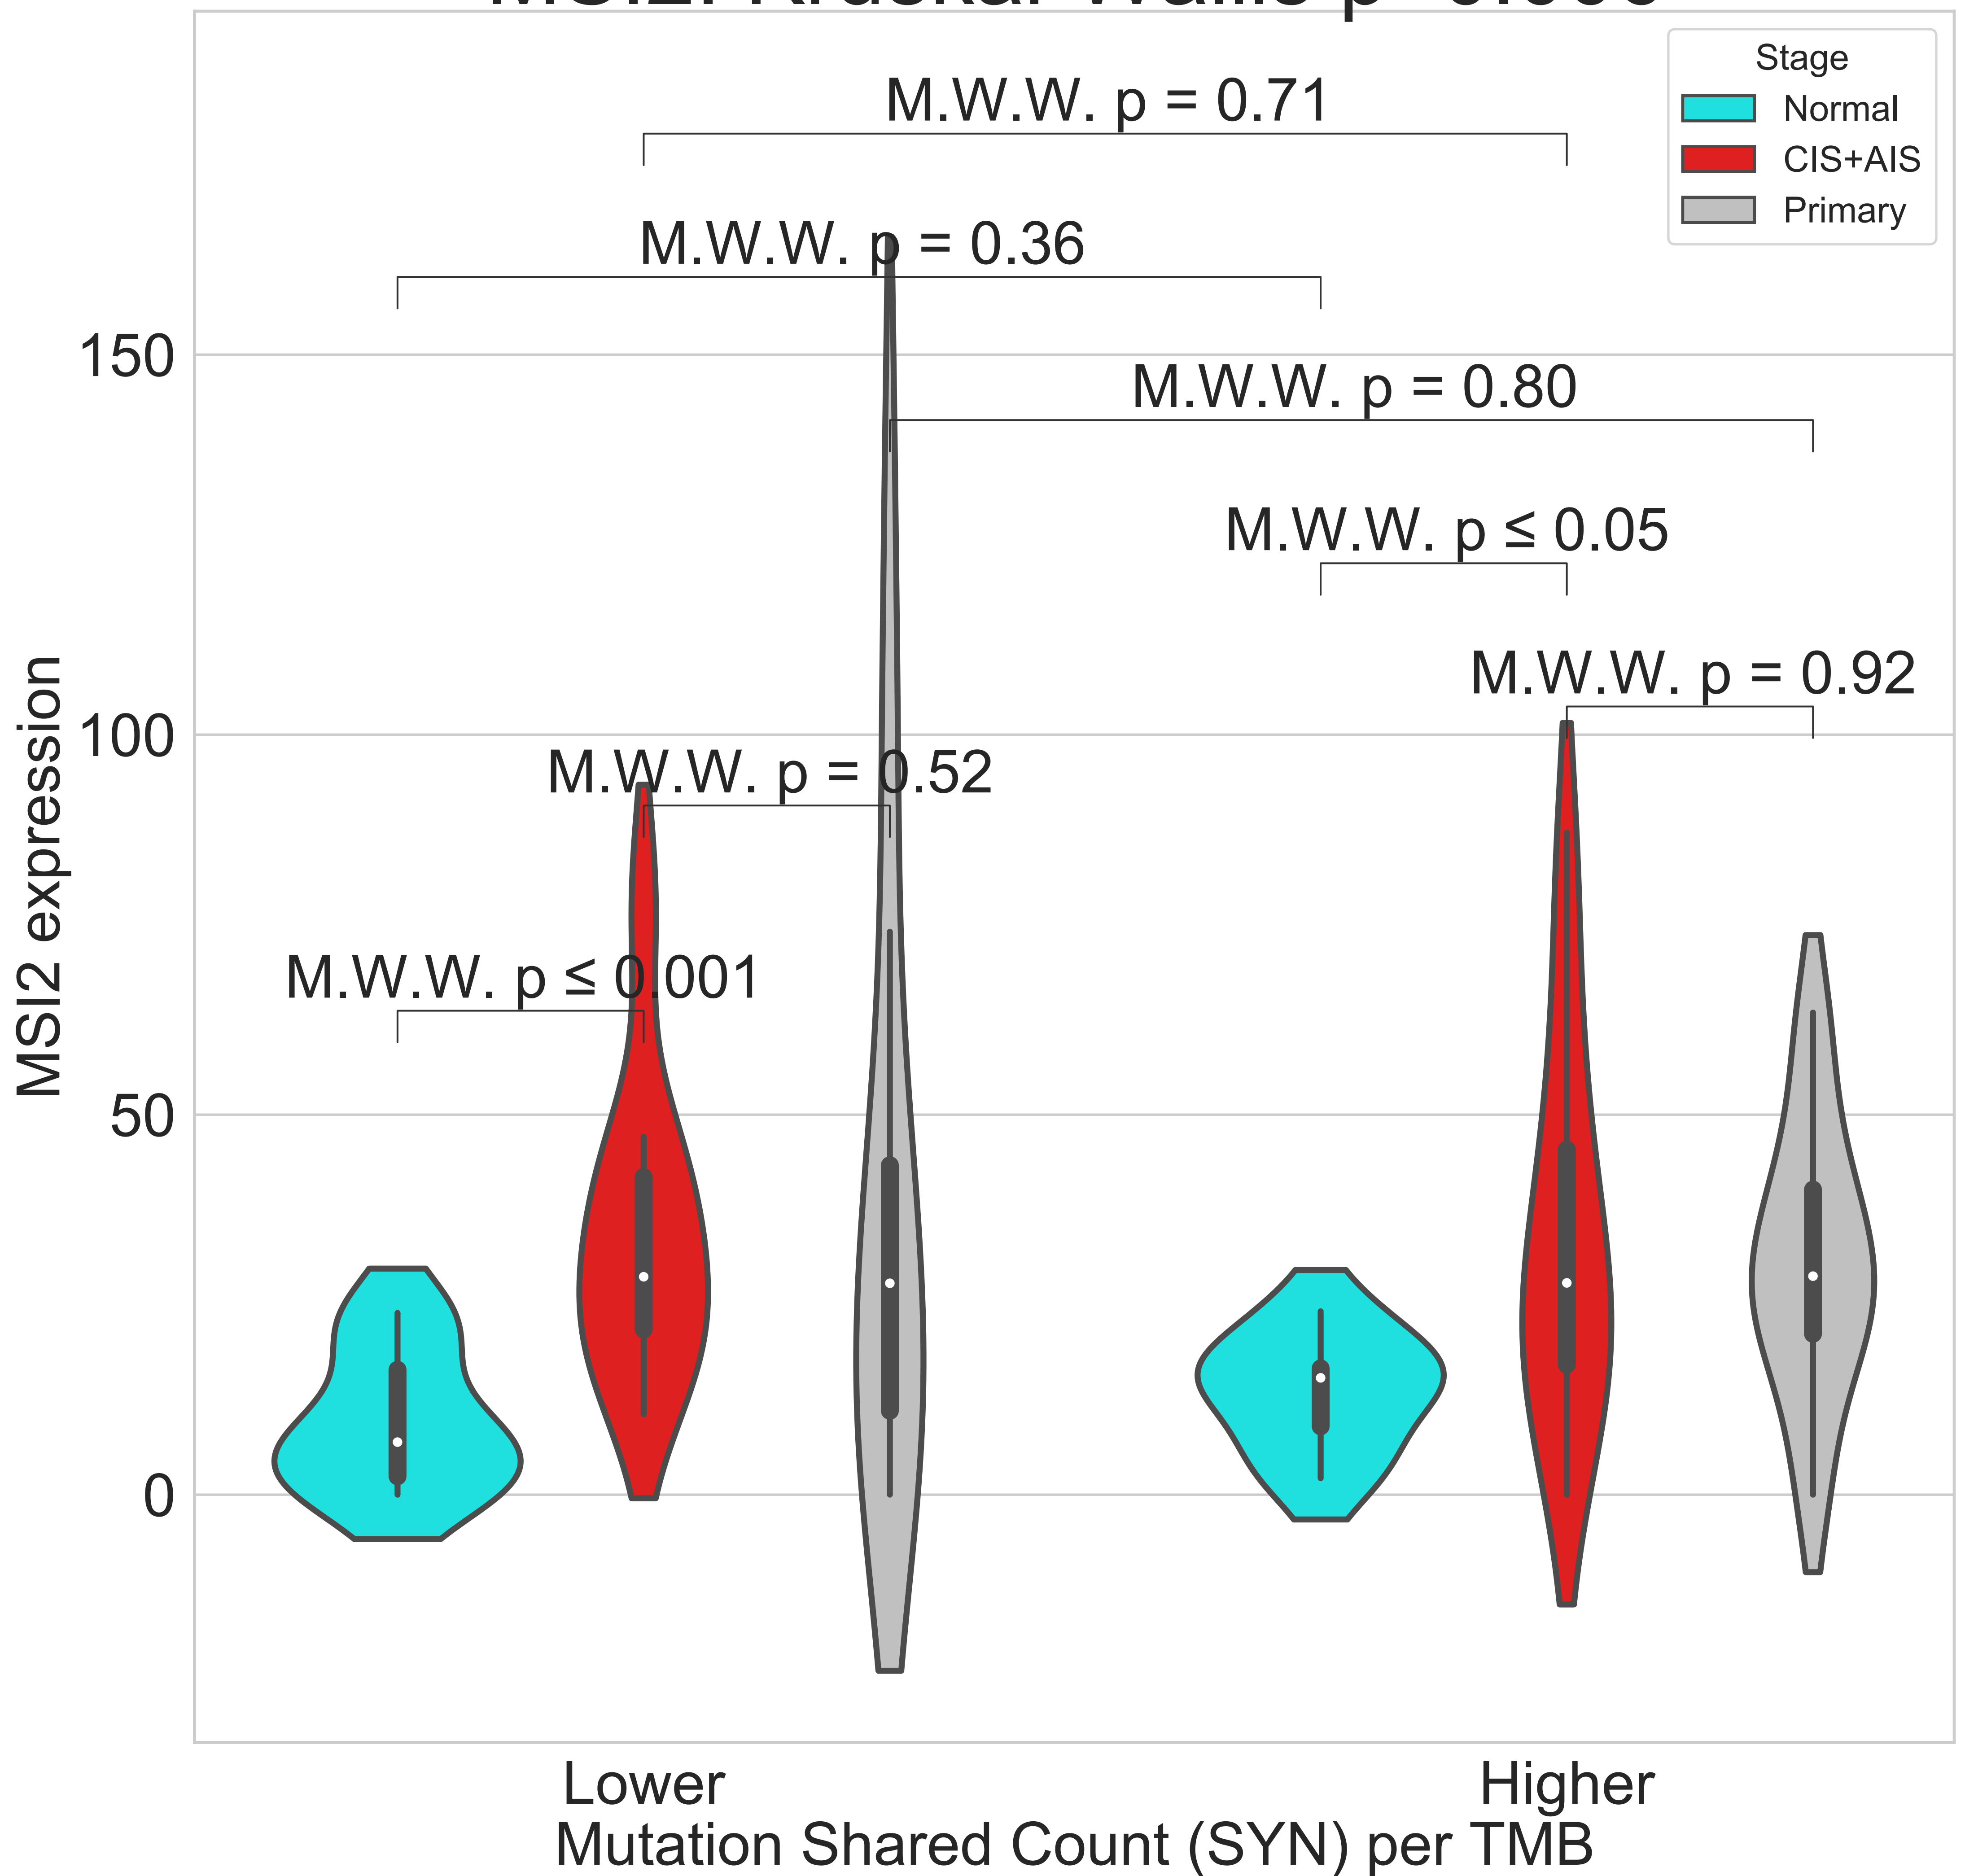 Stage
Normal
CIS+AIS
Primary
M.W.W. p = 0.71
M.W.W. p = 0.36
150
M.W.W. p = 0.80
M.W.W. p ≤ 0.05
M.W.W. p = 0.92
100
M.W.W. p = 0.52
M.W.W. p ≤ 0.001
MSI2 expression
50
0
Lower
Higher
Mutation Shared Count (SYN) per TMB